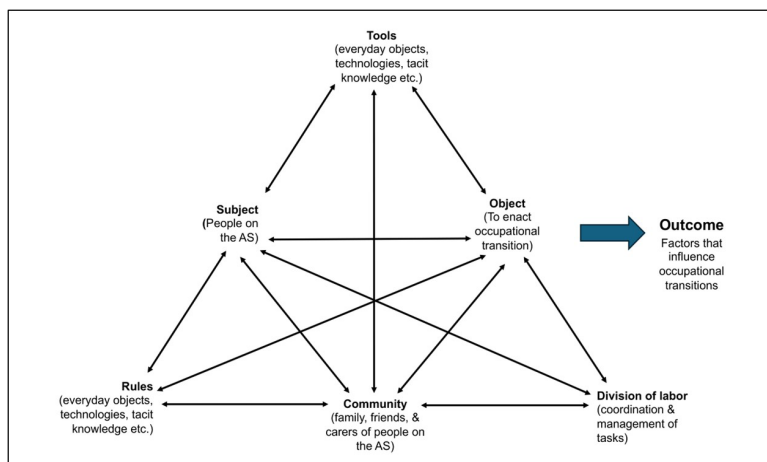 Tools
(everyday objects,
technologies, tacit
knowledge etc.)
Subject
(People on
the AS)
Object
(To enact
occupational
transition)
Outcome
Factors that
influence
occupational
transitions
Rules
(everyday objects,
technologies, tacit
knowledge etc.)
Community
(family, friends, &
carers of people on
the AS)
Division of labor
(coordination &
management of
tasks)